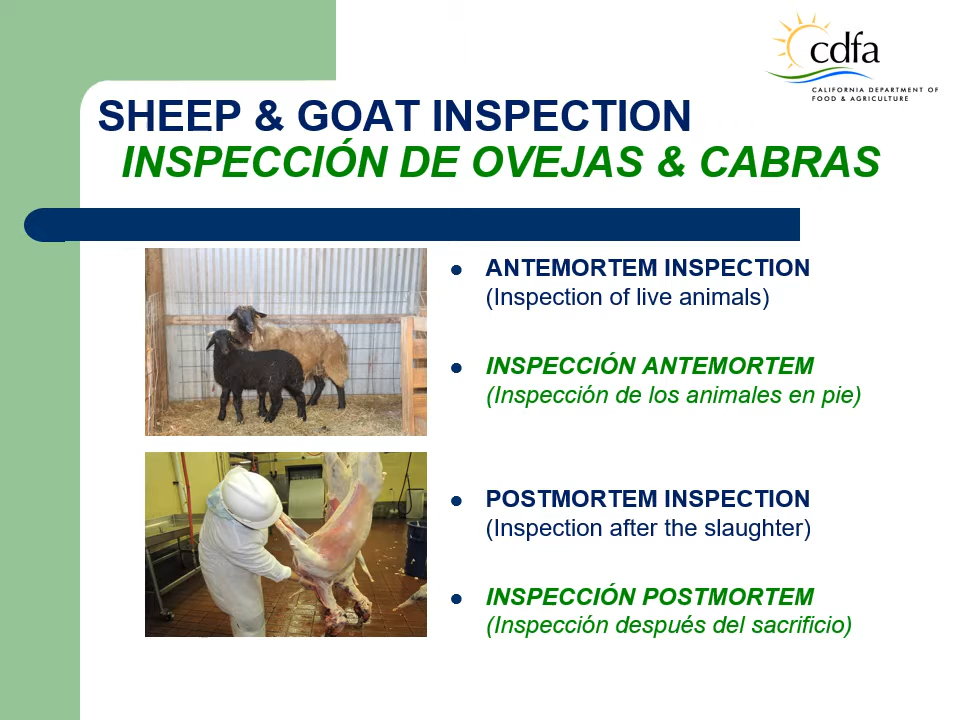 cdfa
CALIFORNIA DEPARTMENT OF
FOOD & AGRICULTURE
SHEEP & GOAT INSPECTION
INSPECCIÓN DE OVEJAS & CABRAS
ANTEMORTEM INSPECTION
(Inspection of live animals)
INSPECCIÓN ANTEMORTEM
(Inspección de los animales en pie)
POSTMORTEM INSPECTION
(Inspection after the slaughter)
INSPECCIÓN POSTMORTEM
(Inspección después del sacrificio)